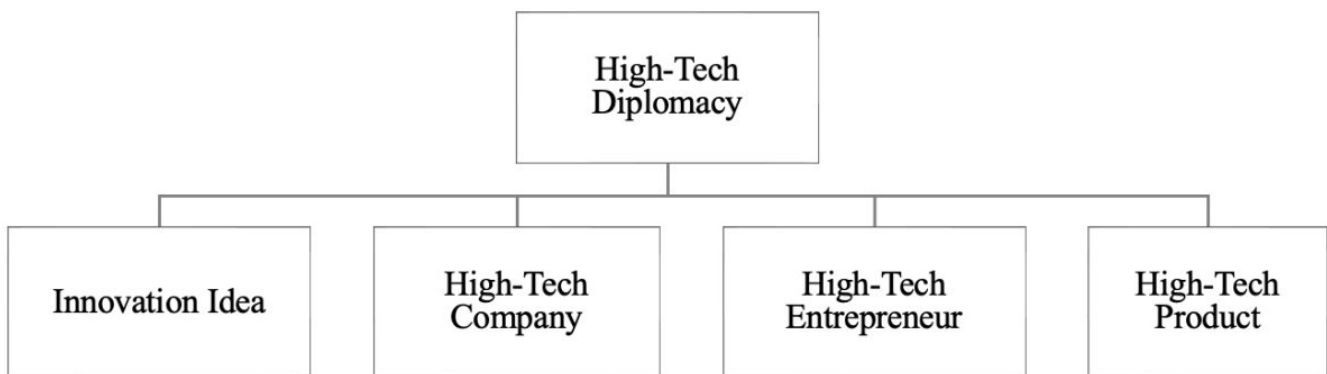 High-Tech
Diplomacy
Innovation Idea
High-Tech
Company
High-Tech
Entrepreneur
High-Tech
Product